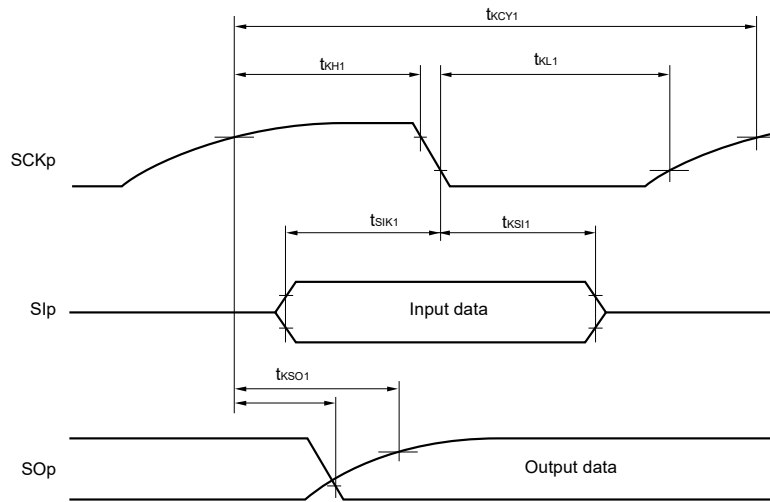 tKCY1
tKH1
tKL1
SCKp
tSIK1
tKSI1
SIp
Input data
tKSO1
SOp
Output data